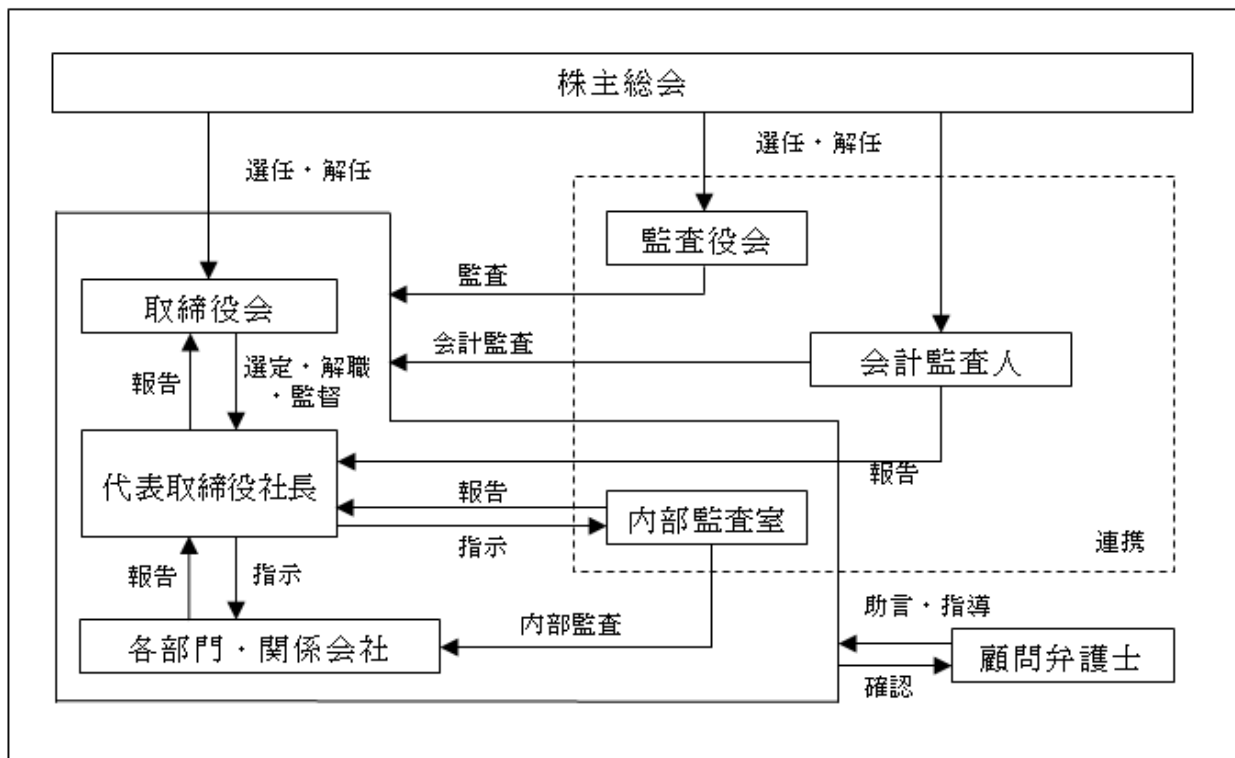 株主総会
選任・解任
選任・解任
監査役会
監査
取締役会
会計監査
会計監査人
報告
選定・解職
・監督
代表取締役社長
報告
報告
内部監査室
指示
連携
報告
指示
助言・指導
内部監査
各部門・関係会社
顧問弁護士
確認